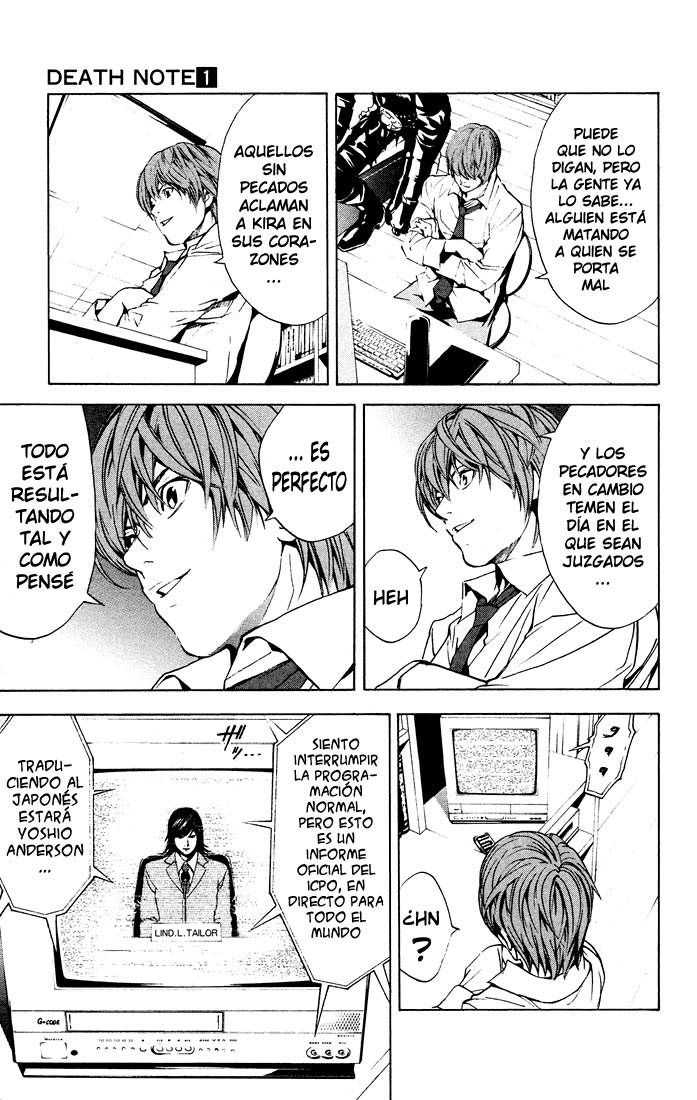 DEATH NOTE 1
PUEDE
QUE NO LO
DIGAN, PERO
LA GENTE YA
LO SABE...
ALGUIEN ESTÁ
MATANDO
A QUIEN SE
PORTA
MAL
AQUELLOS
SIN
PECADOS
ACLAMAN
A KIRA EN
SUS CORA-
ZONES
...
Y LOS
PECADORES
EN CAMBIO
TEMEN EL
DÍA EN EL
QUE SEAN
JUZGADOS
...
HEH
... ES
PERFECTO
TODO
ESTÁ
RESUL-
TANDO
TAL Y
COMO
PENSÉ
¿HN
?
SIENTO
INTERRUMPIR
LA PROGRA-
MACIÓN
NORMAL,
PERO ESTO
ES UN
INFORME
OFICIAL DEL
ICPO, EN
DIRECTO PARA
TODO EL
MUNDO
TRADU-
CIENDO AL
JAPONÉS
ESTARÁ
YOSHIO
ANDERSON
...
LIND.L.TAILOR
G-CODE